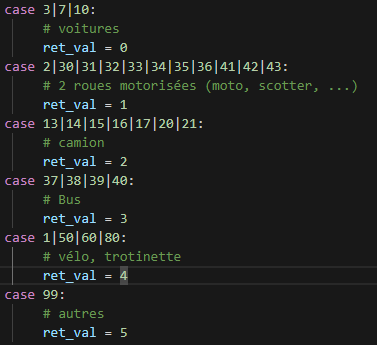 case 3|7|10:
# voitures
ret_val = 0
case 2|30|31|32|33|34|35|36|41|42|43:
# 2 roues motorisées (moto, scotter, ...)
ret_val = 1
case 13|14|15|16|17|20|21:
# camion
ret_val = 2
case 37|38|39|40:
# Bus
ret_val = 3
case 1|50|60|80:
# vélo, trotinette
ret_val = 4
case 99:
# autres
ret_val = 5